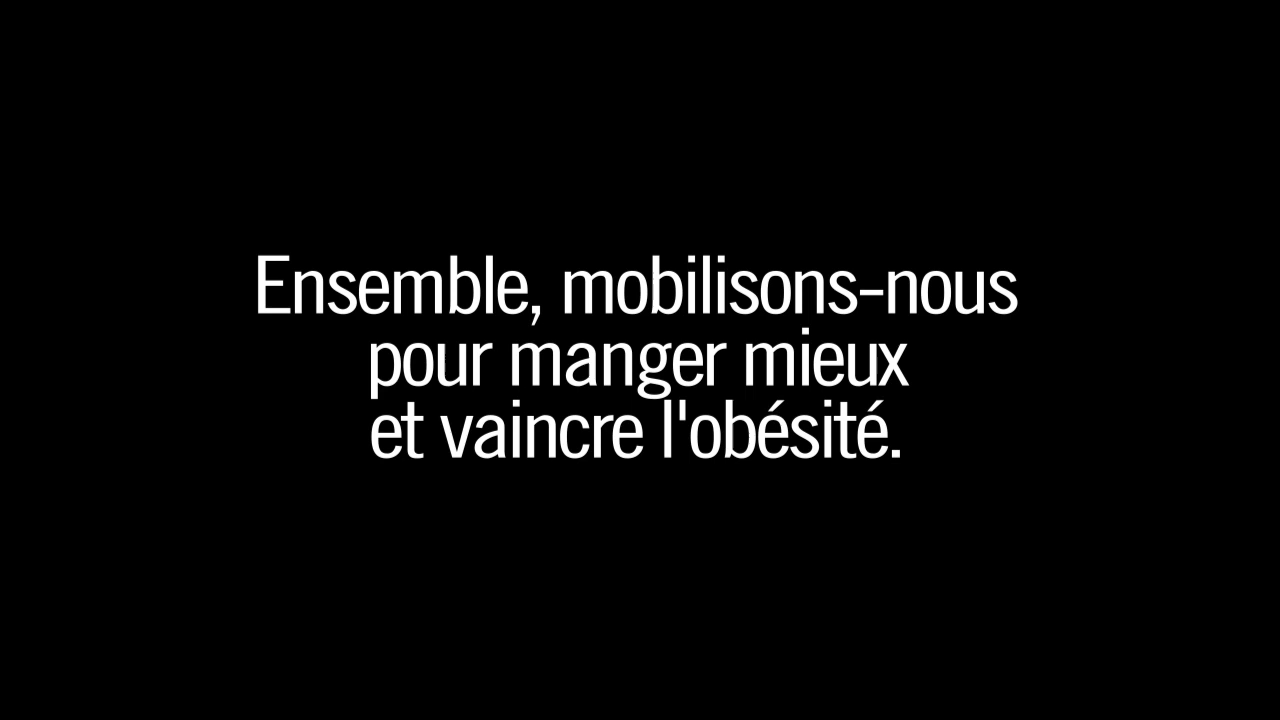 Ensemble, mobilisons-nous
pour manger mieux
et vaincre l'obésité.